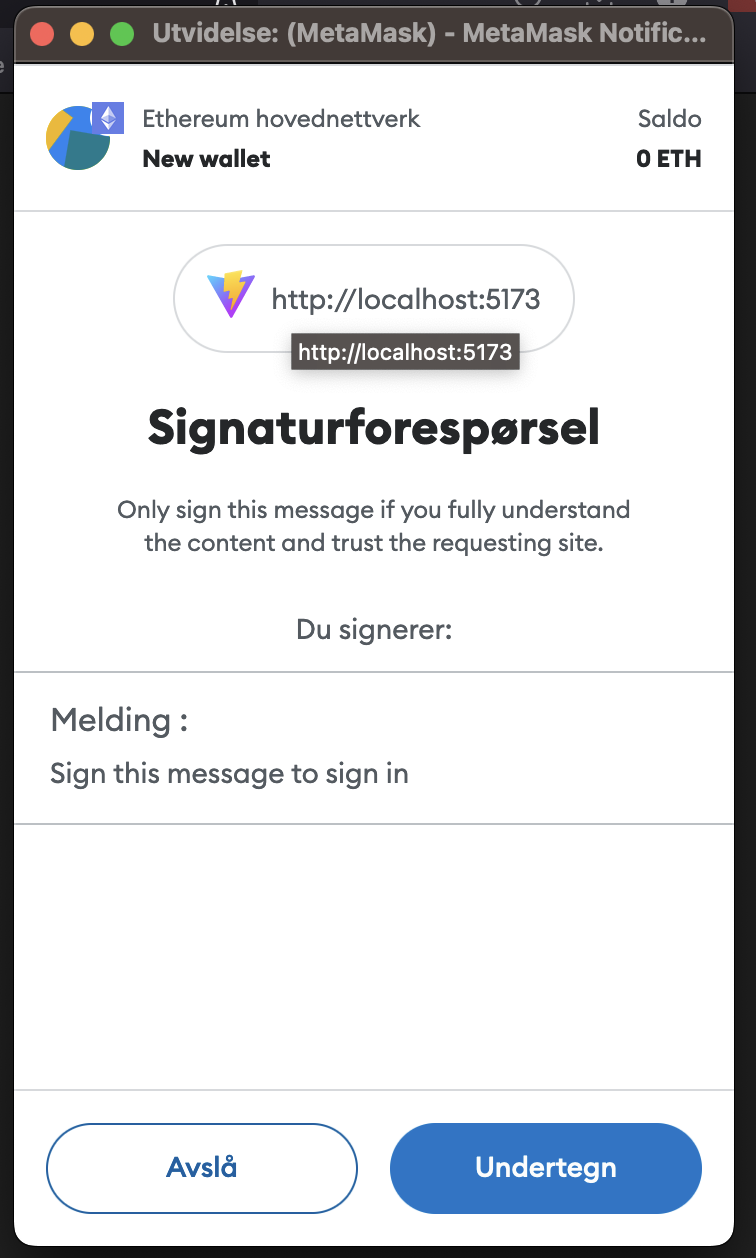 Utvidelse: (MetaMask) - MetaMask Notific...
Ethereum hovednettverk
Saldo
New wallet
0 ETH
http://localhost:5173
http://localhost:5173
Signaturforespørsel
Only sign this message if you fully understand
the content and trust the requesting site.
Du signerer:
Melding :
Sign this message to sign in
Avslå
Undertegn